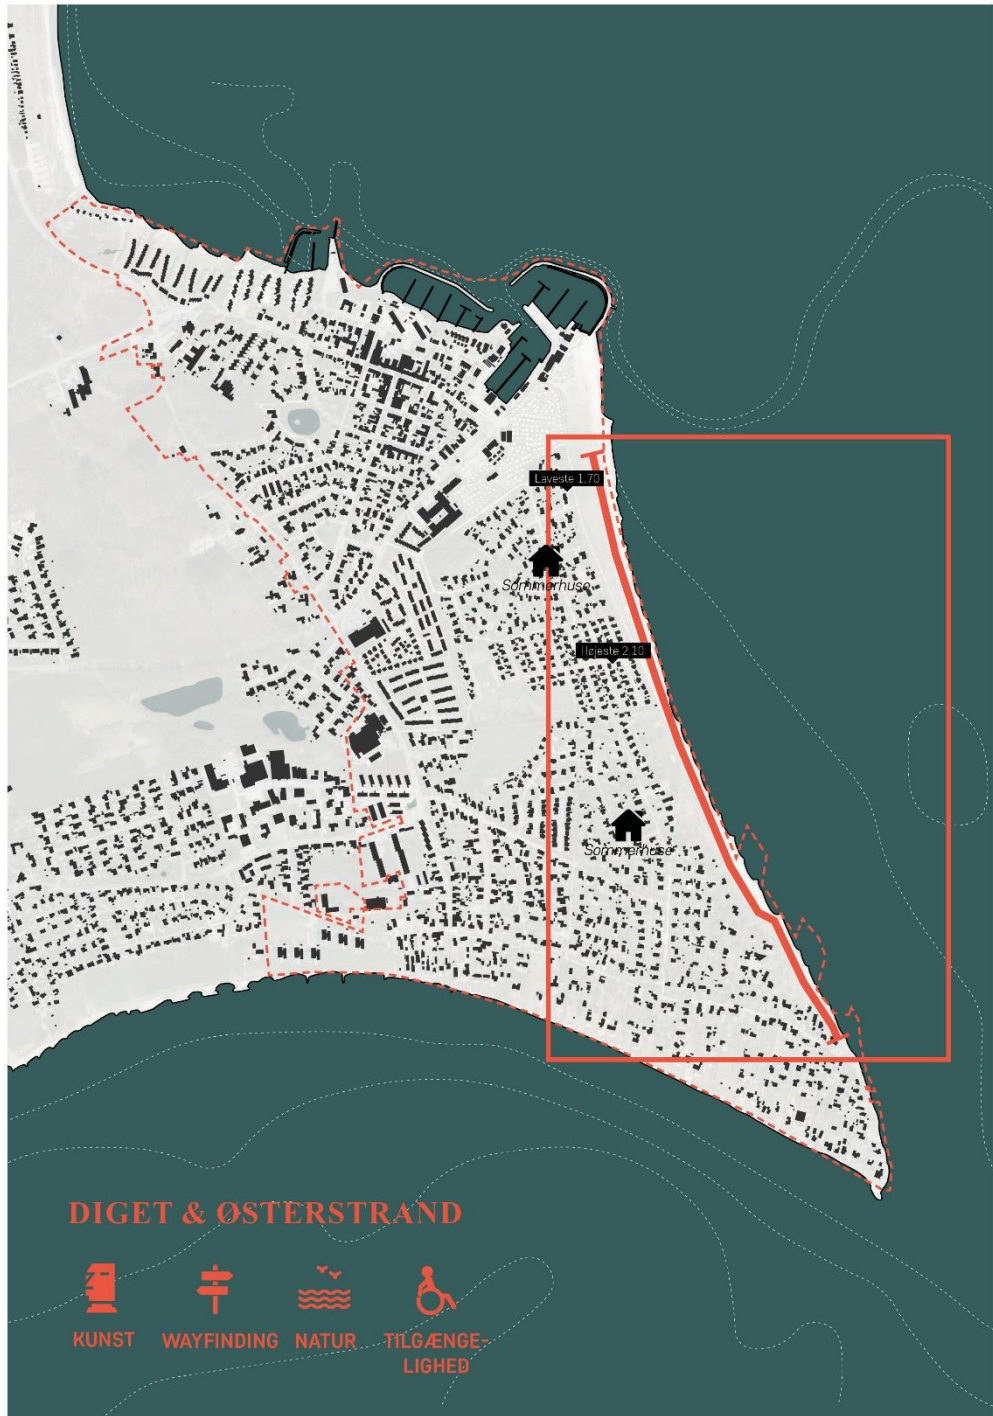 Laveste 1,70
Sommerhuse
Højeste 2,10
Sommerhuse
DIGET & ØSTERSTRAND
KUNST
WAYFINDING
NATUR
TILGÆNGE-
LIGHED